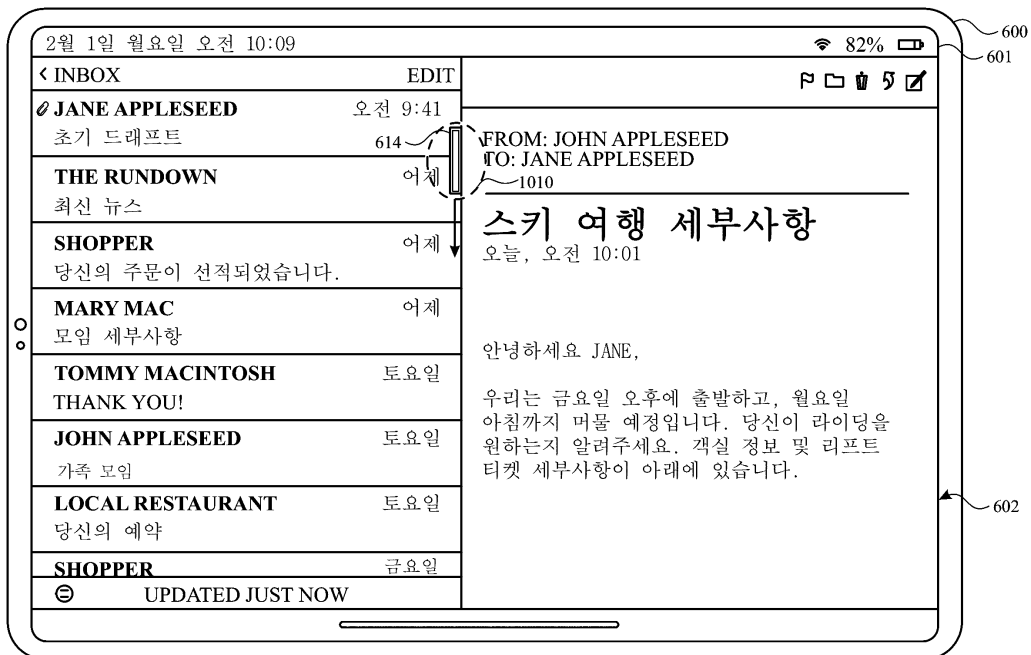 2월 1일 월요일 오전 10:09
82%
600
601
< INBOX
EDIT
JANE APPLESEED
오전 9:41
초기 드래프트
614
THE RUNDOWN
어제
최신 뉴스
SHOPPER
어제
당신의 주문이 선적되었습니다.
MARY MAC
어제
모임 세부사항
TOMMY MACINTOSH
토요일
THANK YOU!
JOHN APPLESEED
토요일
가족 모임
LOCAL RESTAURANT
토요일
당신의 예약
SHOPPER
금요일
UPDATED JUST NOW
FROM: JOHN APPLESEED
TO: JANE APPLESEED
1010
스키 여행 세부사항
오늘, 오전 10:01
안녕하세요 JANE,
우리는 금요일 오후에 출발하고, 월요일
아침까지 머물 예정입니다. 당신이 라이딩을
원하는지 알려주세요. 객실 정보 및 리프트
티켓 세부사항이 아래에 있습니다.
602